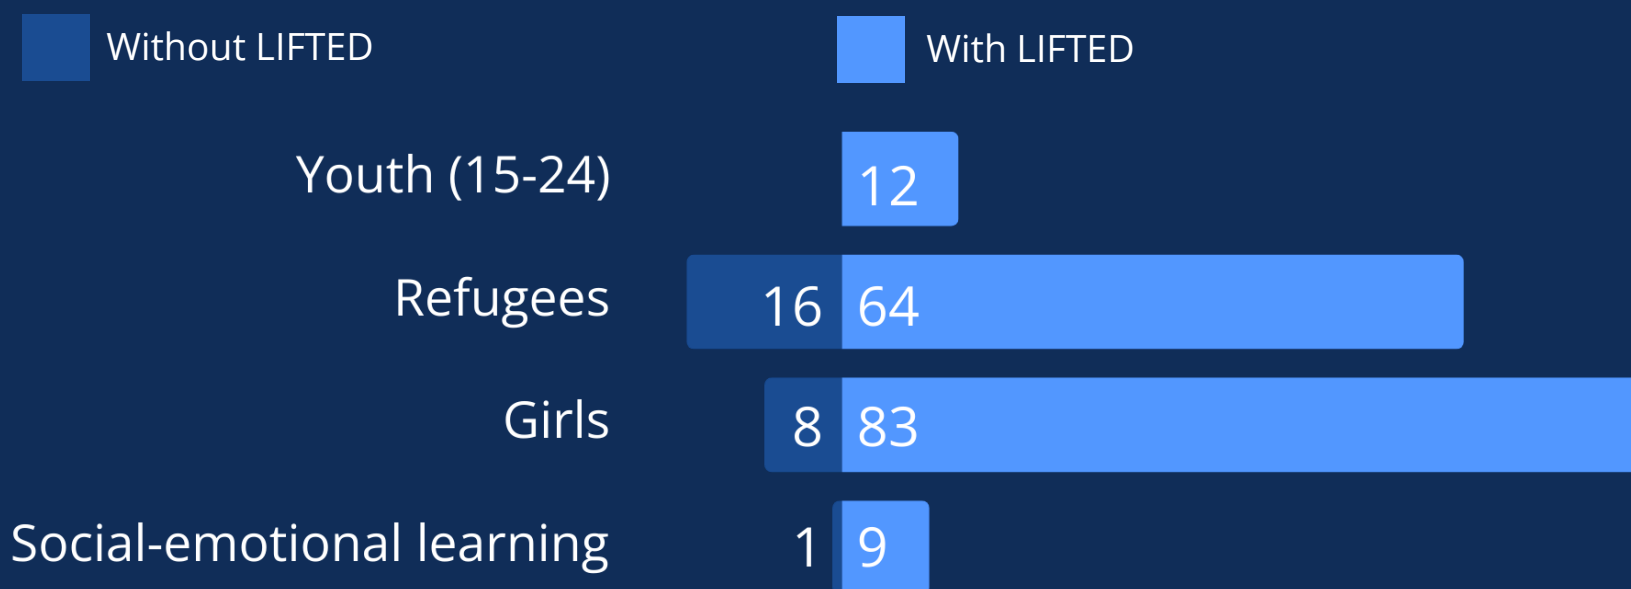 Without LIFTED
With LIFTED
Youth (15-24) 12
Refugees 16 64
Girls 8 83
Social-emotional learning 1 9